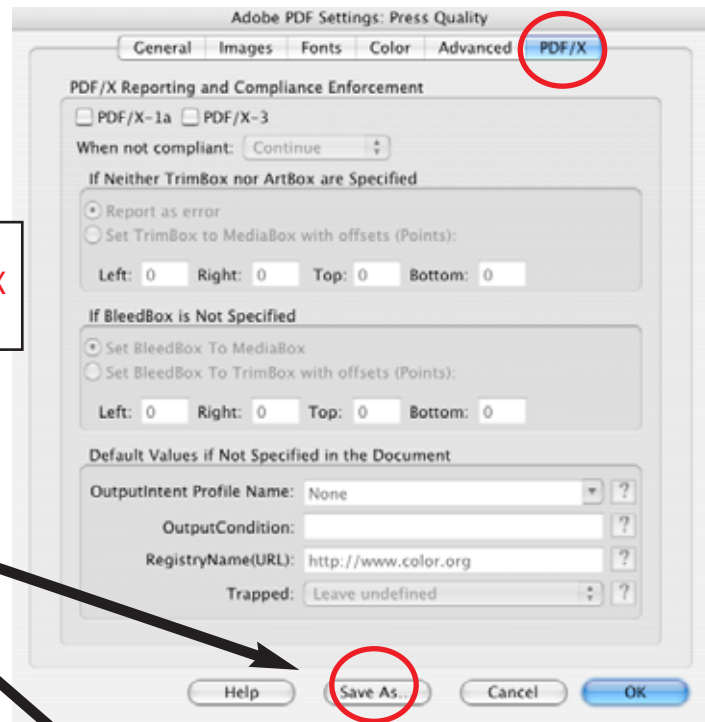 Adobe PDF Settings: Press Quality
General Images Fonts Color Advanced PDF/X
PDF/X Reporting and Compliance Enforcement
PDF/X-1a PDF/X-3
When not compliant: Continue
If Neither TrimBox nor ArtBox are Specified
Report as error
Set TrimBox to MediaBox with offsets (Points):
X
Left: 0 Right: 0 Top: 0 Bottom: 0
If BleedBox is Not Specified
Set BleedBox To MediaBox
Set BleedBox To TrimBox with offsets (Points):
Left: 0 Right: 0 Top: 0 Bottom: 0
Default Values if Not Specified in the Document
OutputIntent Profile Name: None ?
OutputCondition: ?
RegistryName(URL): http://www.color.org ?
Trapped: Leave undefined ?
Help Save As... Cancel OK